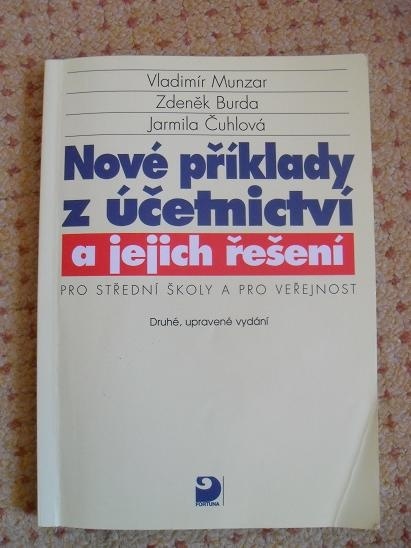 Vladimír Munzar
Zdeněk Burda
Jarmila Čuhlová
Nové příklady
z účetnictví
a jejich řešení
PRO STŘEDNÍ ŠKOLY A PRO VEŘEJNOST
Druhé, upravené vydání
FORTUNA